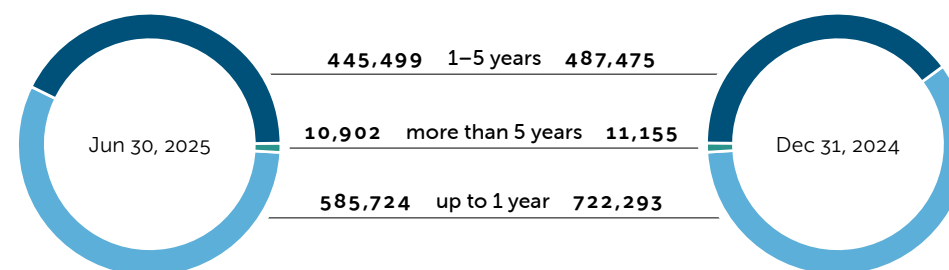 445,499 1–5 years 487,475
10,902 more than 5 years 11,155
Jun 30, 2025 Dec 31, 2024
585,724 up to 1 year 722,293